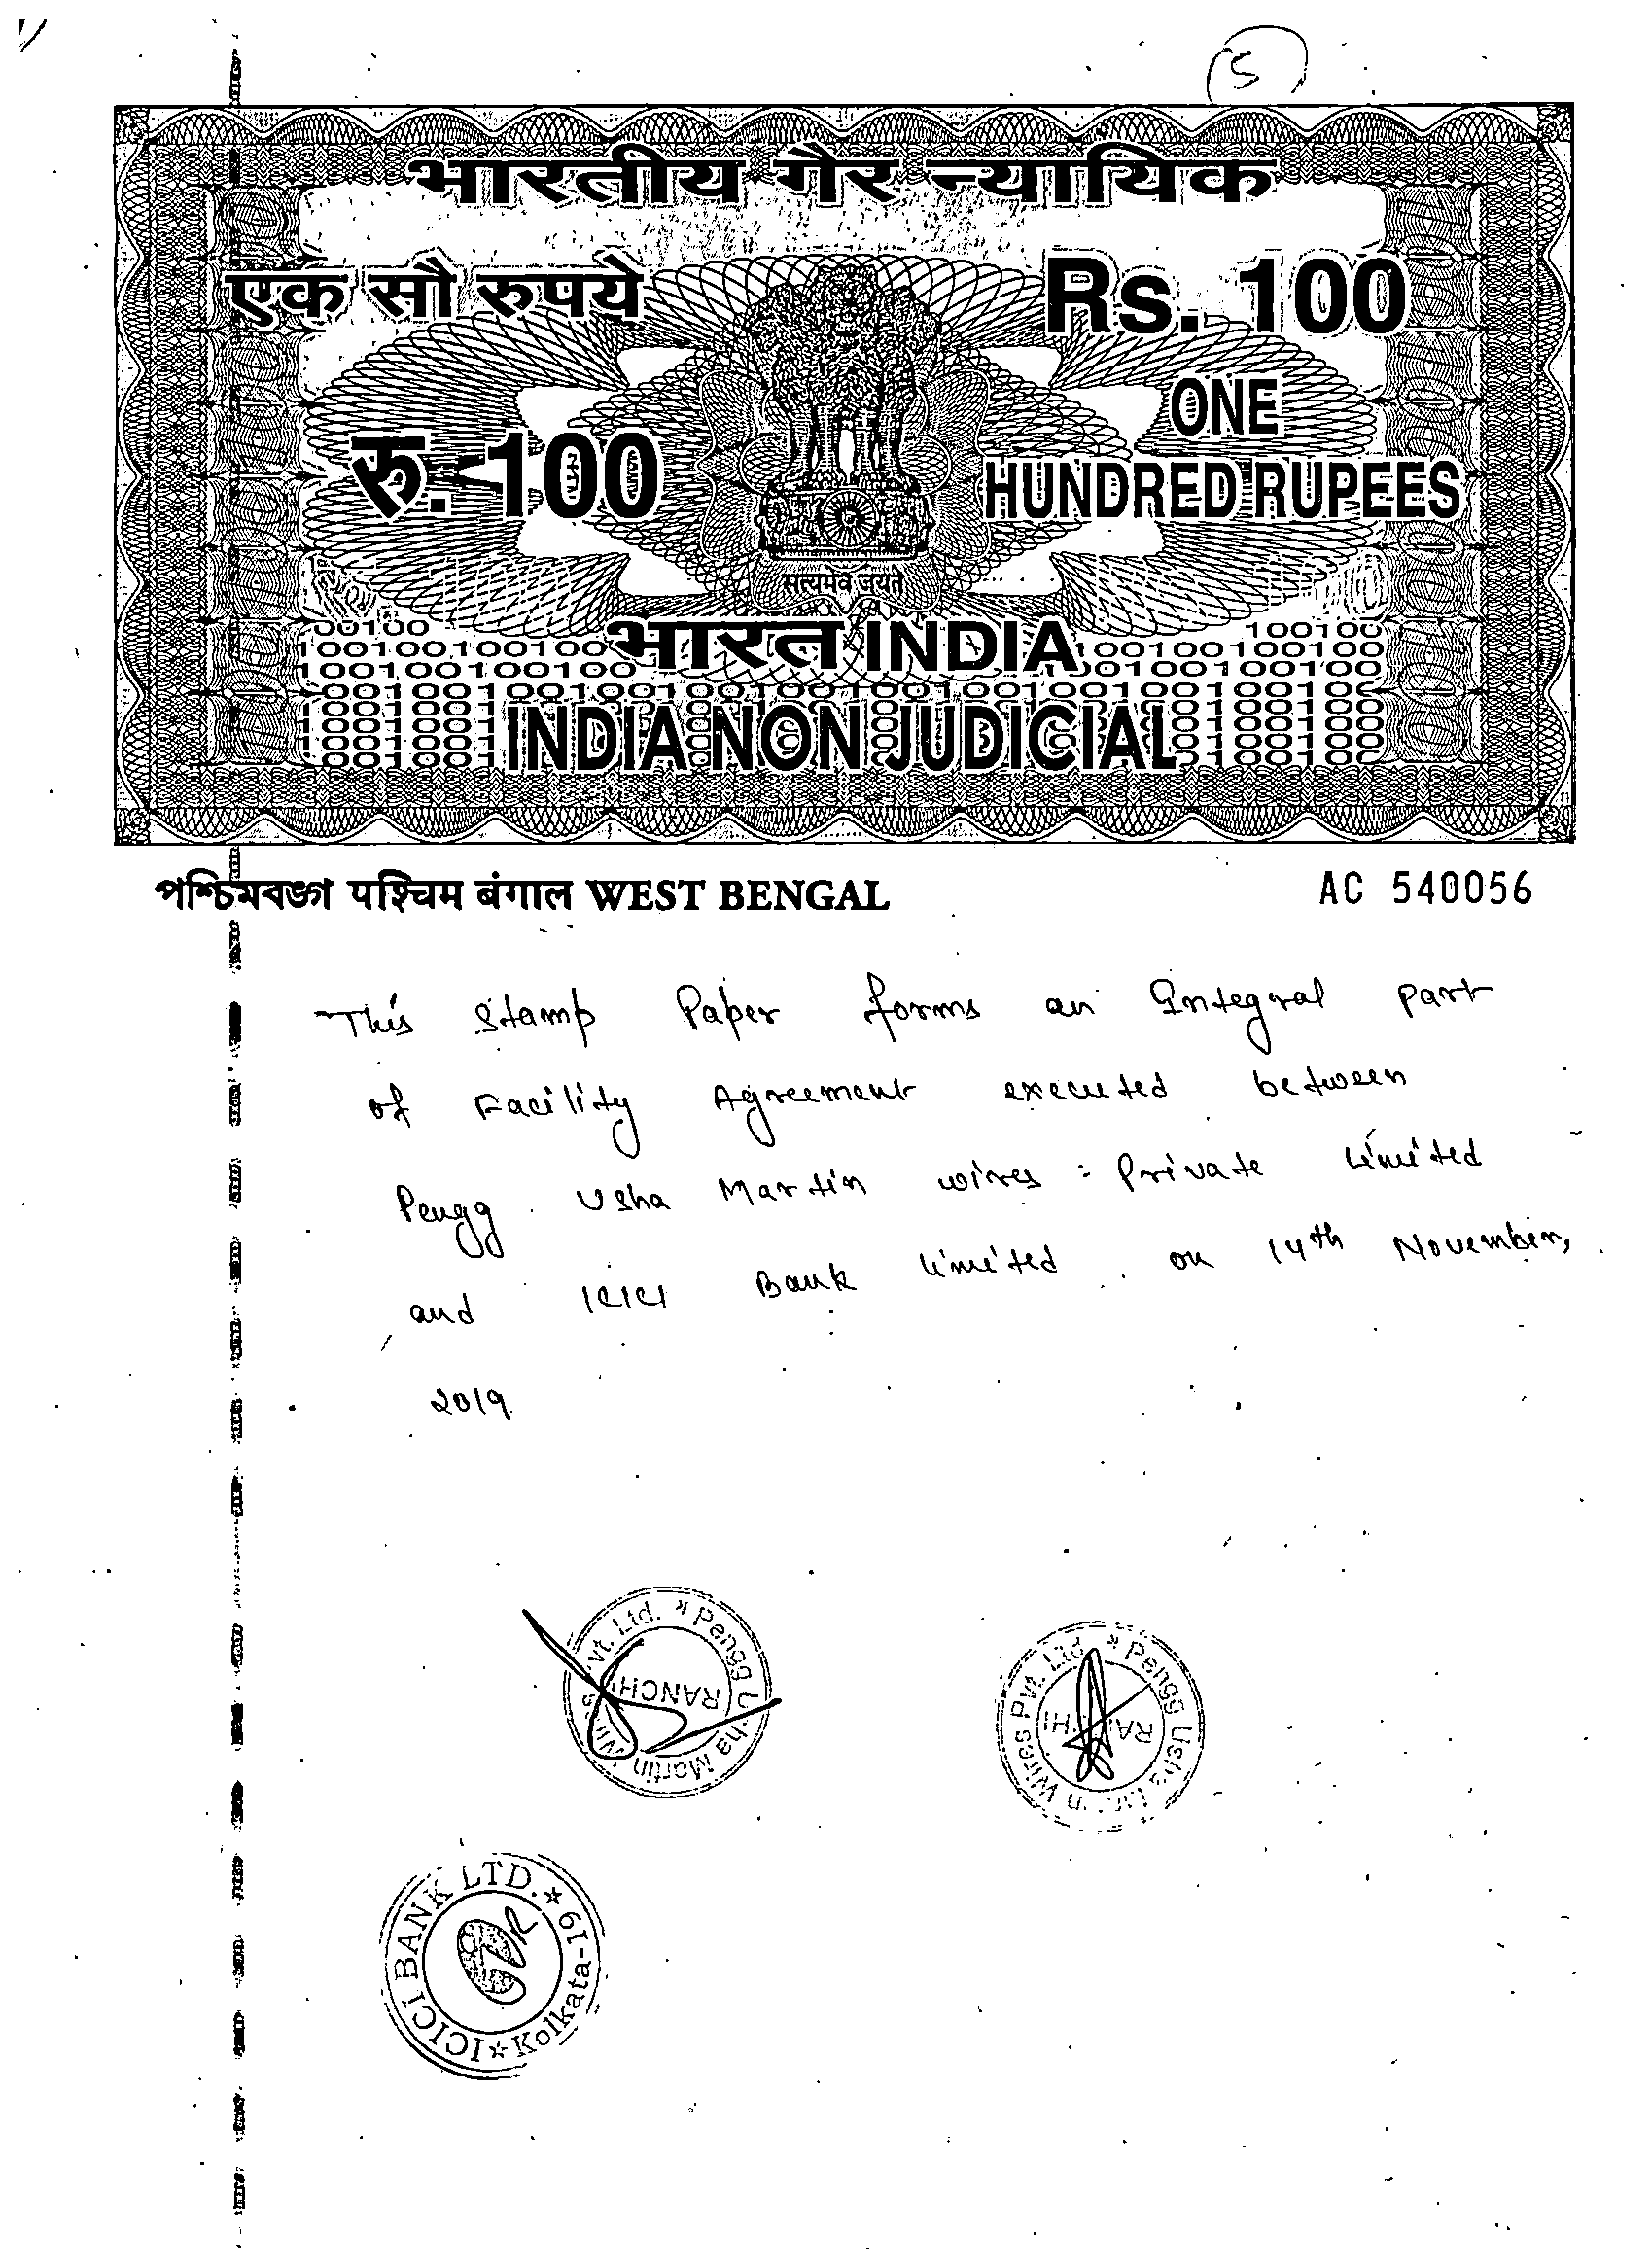 5
भारतीय गैर न्यायिक
एक सौ रुपये
Rs. 100
रु. 100
ONE
HUNDRED RUPEES
सत्यमेव जयते
भारत INDIA
INDIA NON JUDICIAL
পশ্চিমবঙ্গ पश्चिम बंगाल WEST BENGAL
AC 540056
This Stamp Paper forms an Integral part
of Facility Agreement executed between
Pengg Usha Martin wires Private limited
and ICICI Bank limited on 14th November,
2019
Pengg Usha Martin Wires Pvt. Ltd. *
RANCHI
Pengg Usha Martin Wires Pvt. Ltd. *
RANCHI
ICICI BANK LTD. * Kolkata-19 *